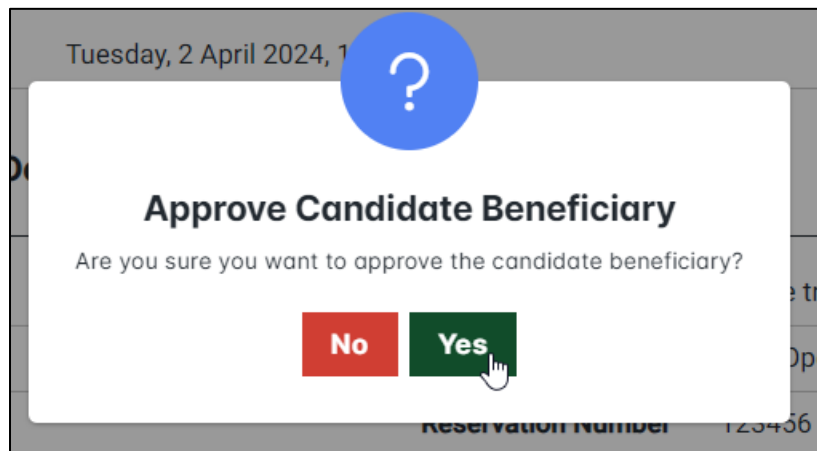 Tuesday, 2 April 2024, 1
?
Approve Candidate Beneficiary
Are you sure you want to approve the candidate beneficiary?
No Yes
Reservation Number 123456